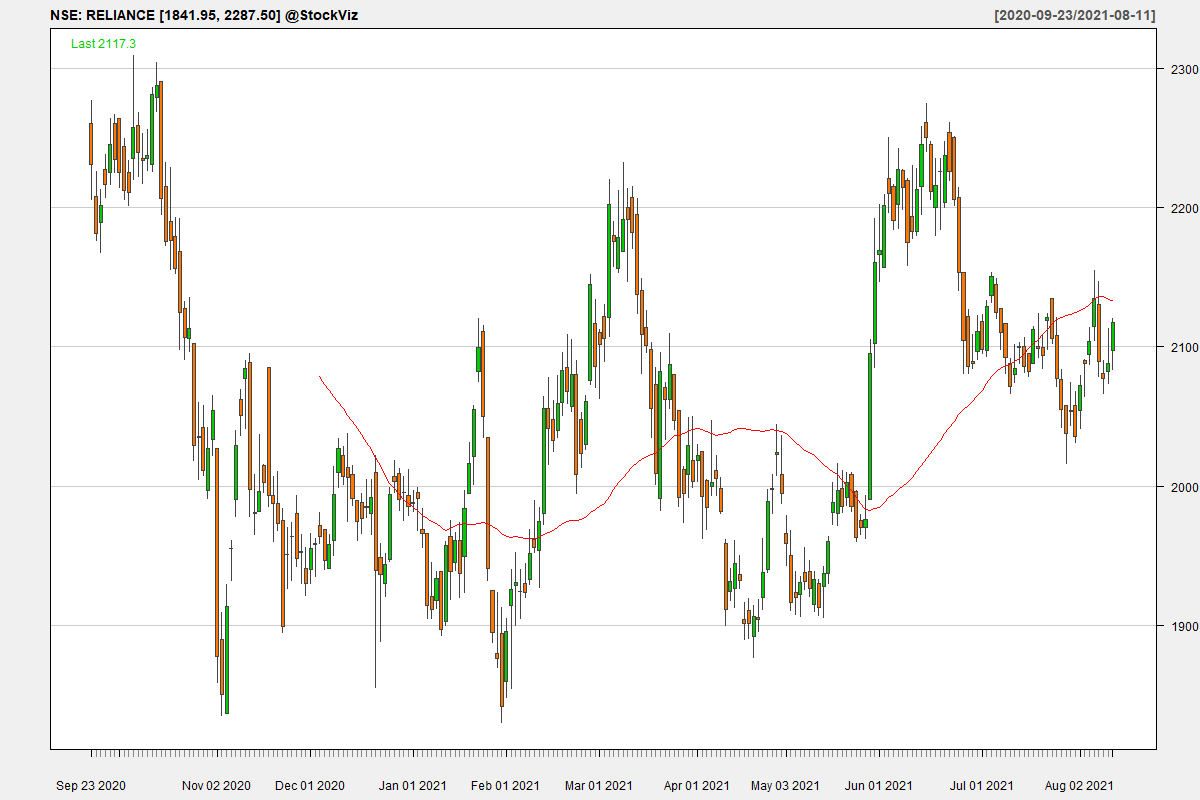 NSE: RELIANCE [1841.95, 2287.50] @StockViz
[2020-09-23/2021-08-11]
Last 2117.3
2300
2200
2100
2000
1900
Sep 23 2020
Nov 02 2020
Dec 01 2020
Jan 01 2021
Feb 01 2021
Mar 01 2021
Apr 01 2021
May 03 2021
Jun 01 2021
Jul 01 2021
Aug 02 2021